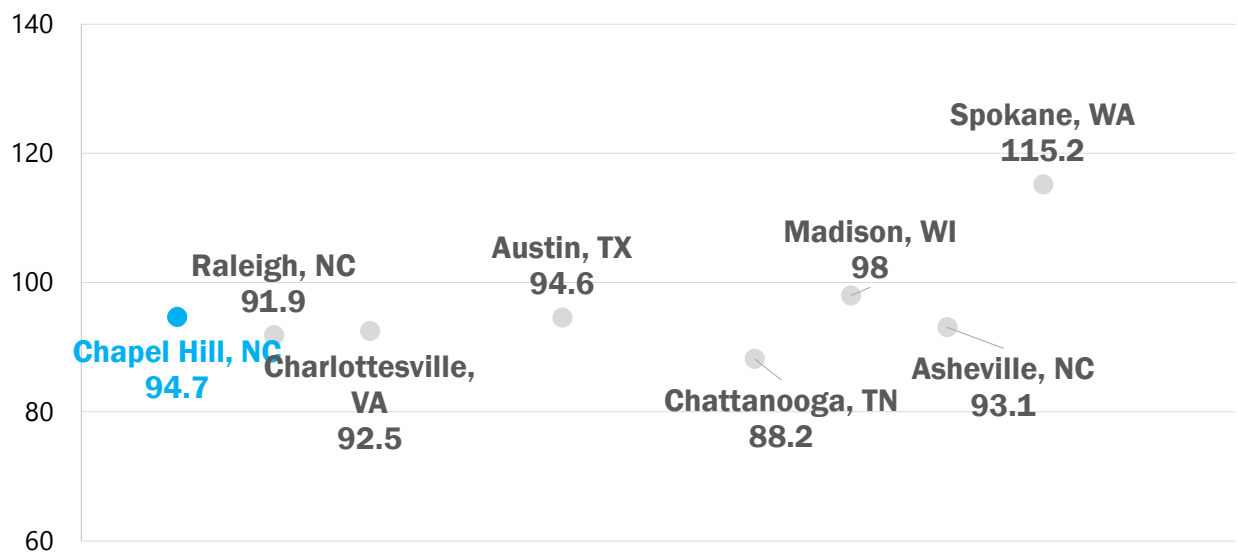 140
120
100
80
60
Chapel Hill, NC
94.7
Raleigh, NC
91.9
Charlottesville,
VA
92.5
Austin, TX
94.6
Chattanooga, TN
88.2
Madison, WI
98
Asheville, NC
93.1
Spokane, WA
115.2